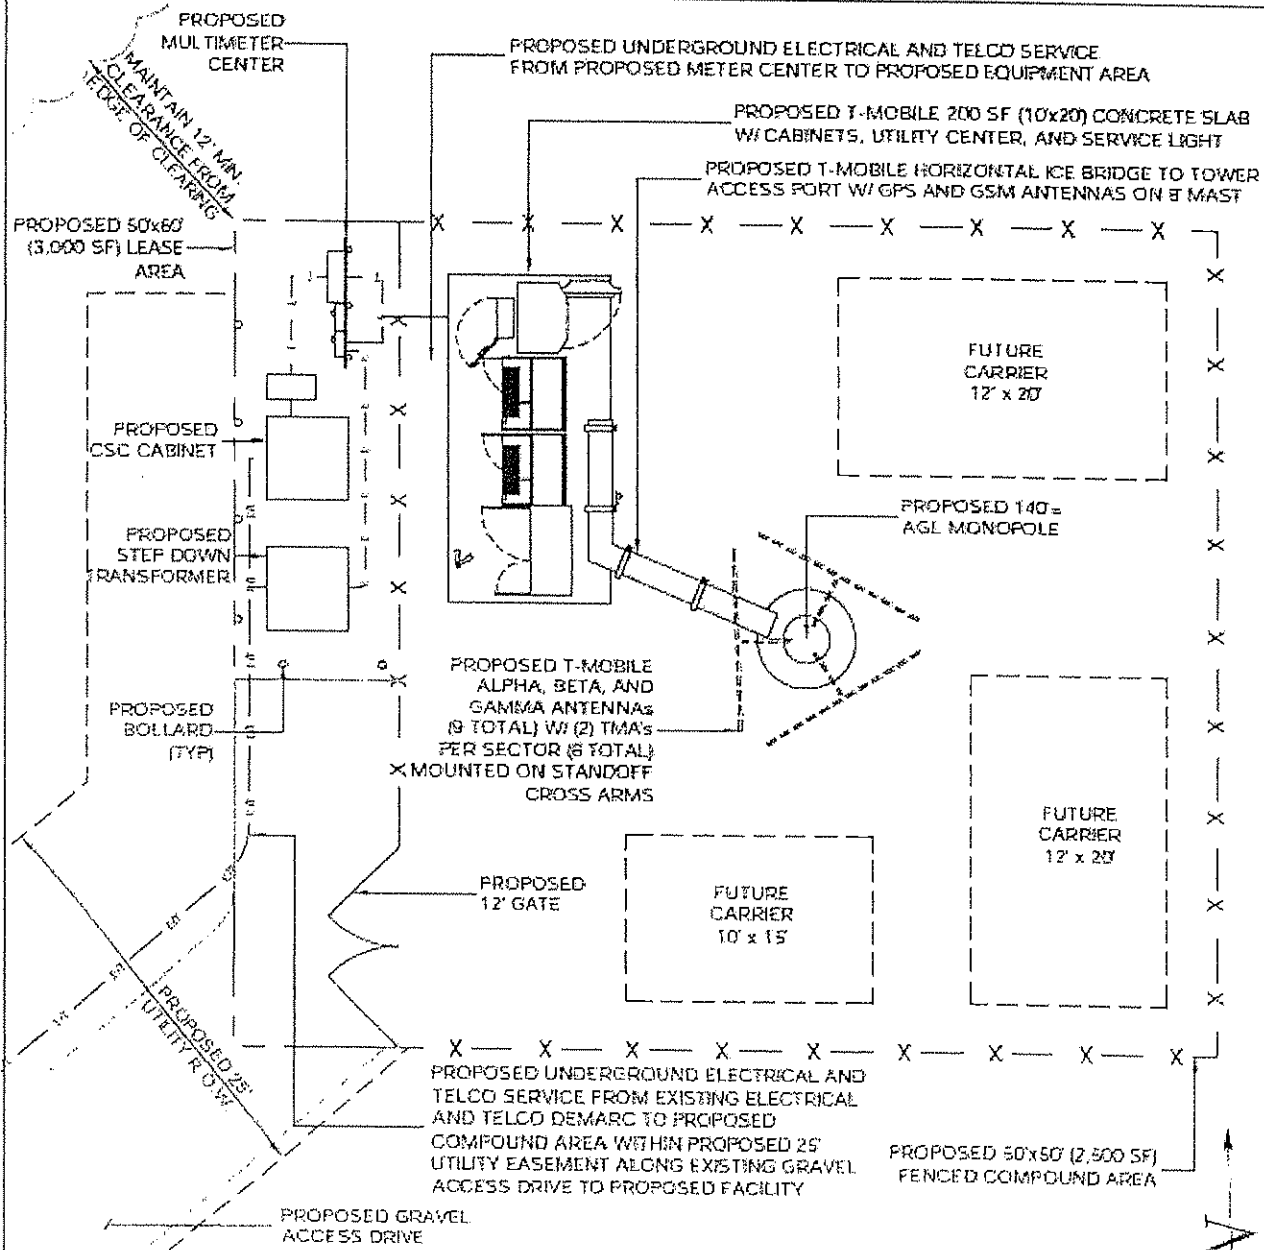 PROPOSED
MULTIMETER
CENTER
PROPOSED UNDERGROUND ELECTRICAL AND TELCO SERVICE
FROM PROPOSED METER CENTER TO PROPOSED EQUIPMENT AREA
MAINTAIN 12' MIN.
CLEARANCE FROM
EDGE OF CLEARING
PROPOSED T-MOBILE 200 SF (10'x20') CONCRETE SLAB
W/ CABINETS, UTILITY CENTER, AND SERVICE LIGHT
PROPOSED T-MOBILE HORIZONTAL ICE BRIDGE TO TOWER
ACCESS PORT W/ GPS AND GSM ANTENNAS ON 8' MAST
PROPOSED 50'x60'
(3,000 SF) LEASE
AREA
FUTURE
CARRIER
12' x 20'
PROPOSED
CSC CABINET
PROPOSED 140'±
AGL MONOPOLE
PROPOSED
STEP DOWN
TRANSFORMER
PROPOSED T-MOBILE
ALPHA, BETA, AND
GAMMA ANTENNAs
(9 TOTAL) W/ (2) TMA's
PER SECTOR (6 TOTAL)
MOUNTED ON STANDOFF
CROSS ARMS
PROPOSED
BOLLARD
(TYP)
FUTURE
CARRIER
12' x 20'
PROPOSED
12' GATE
FUTURE
CARRIER
10' x 15'
PROPOSED 25'
UTILITY R.O.W.
PROPOSED UNDERGROUND ELECTRICAL AND
TELCO SERVICE FROM EXISTING ELECTRICAL
AND TELCO DEMARC TO PROPOSED
COMPOUND AREA WITHIN PROPOSED 25'
UTILITY EASEMENT ALONG EXISTING GRAVEL
ACCESS DRIVE TO PROPOSED FACILITY
PROPOSED 50'x50' (2,500 SF)
FENCED COMPOUND AREA
PROPOSED GRAVEL
ACCESS DRIVE